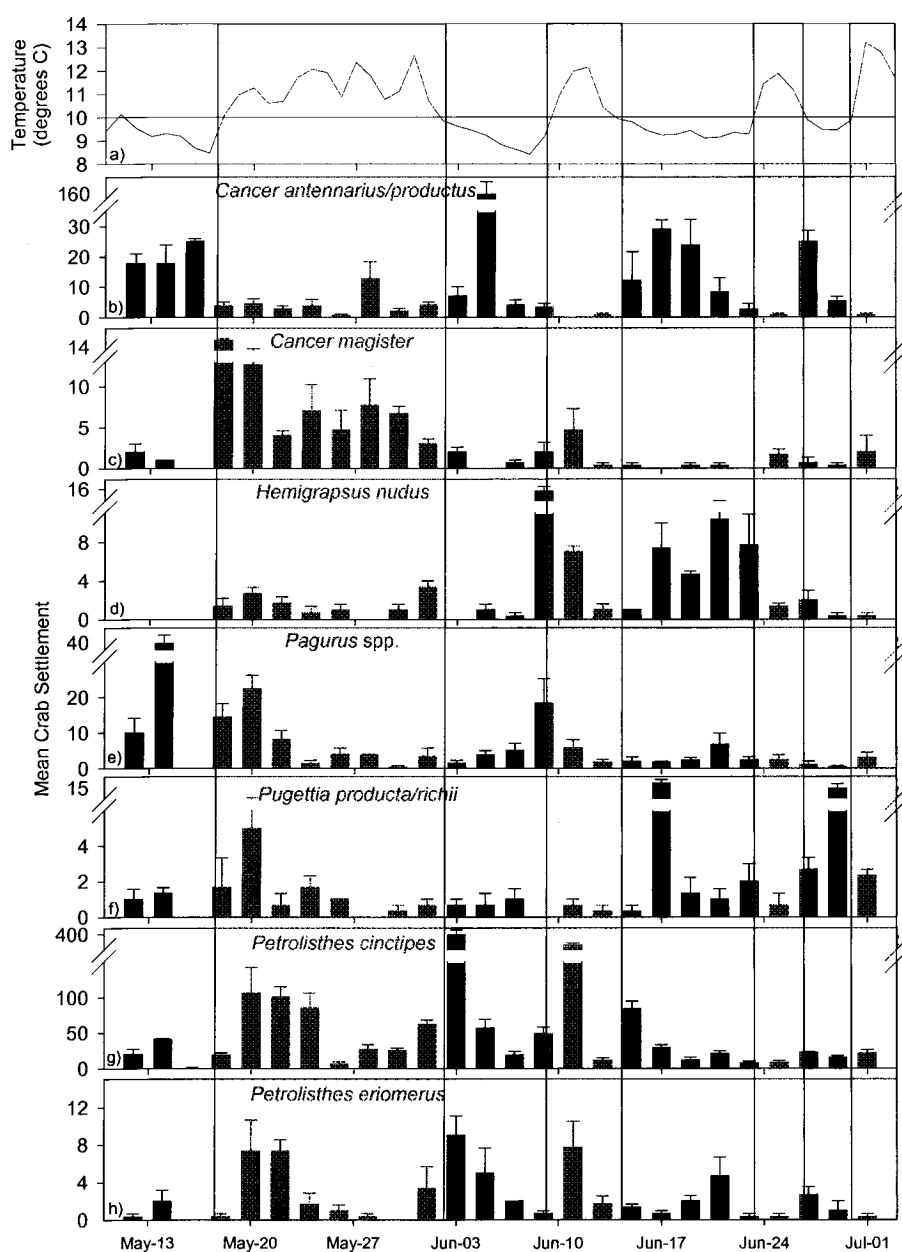 Temperature
(degrees C)
14
13
12
11
10
9
8
a)
Cancer antennarius/productus
160
30
20
10
0
b)
Cancer magister
14
10
5
0
c)
Hemigrapsus nudus
16
8
4
0
d)
Mean Crab Settlement
Pagurus spp.
40
20
10
0
e)
Pugettia producta/richii
15
4
2
0
f)
Petrolisthes cinctipes
400
100
50
0
g)
Petrolisthes eriomerus
12
8
4
0
h)
May-13 May-20 May-27 Jun-03 Jun-10 Jun-17 Jun-24 Jul-01